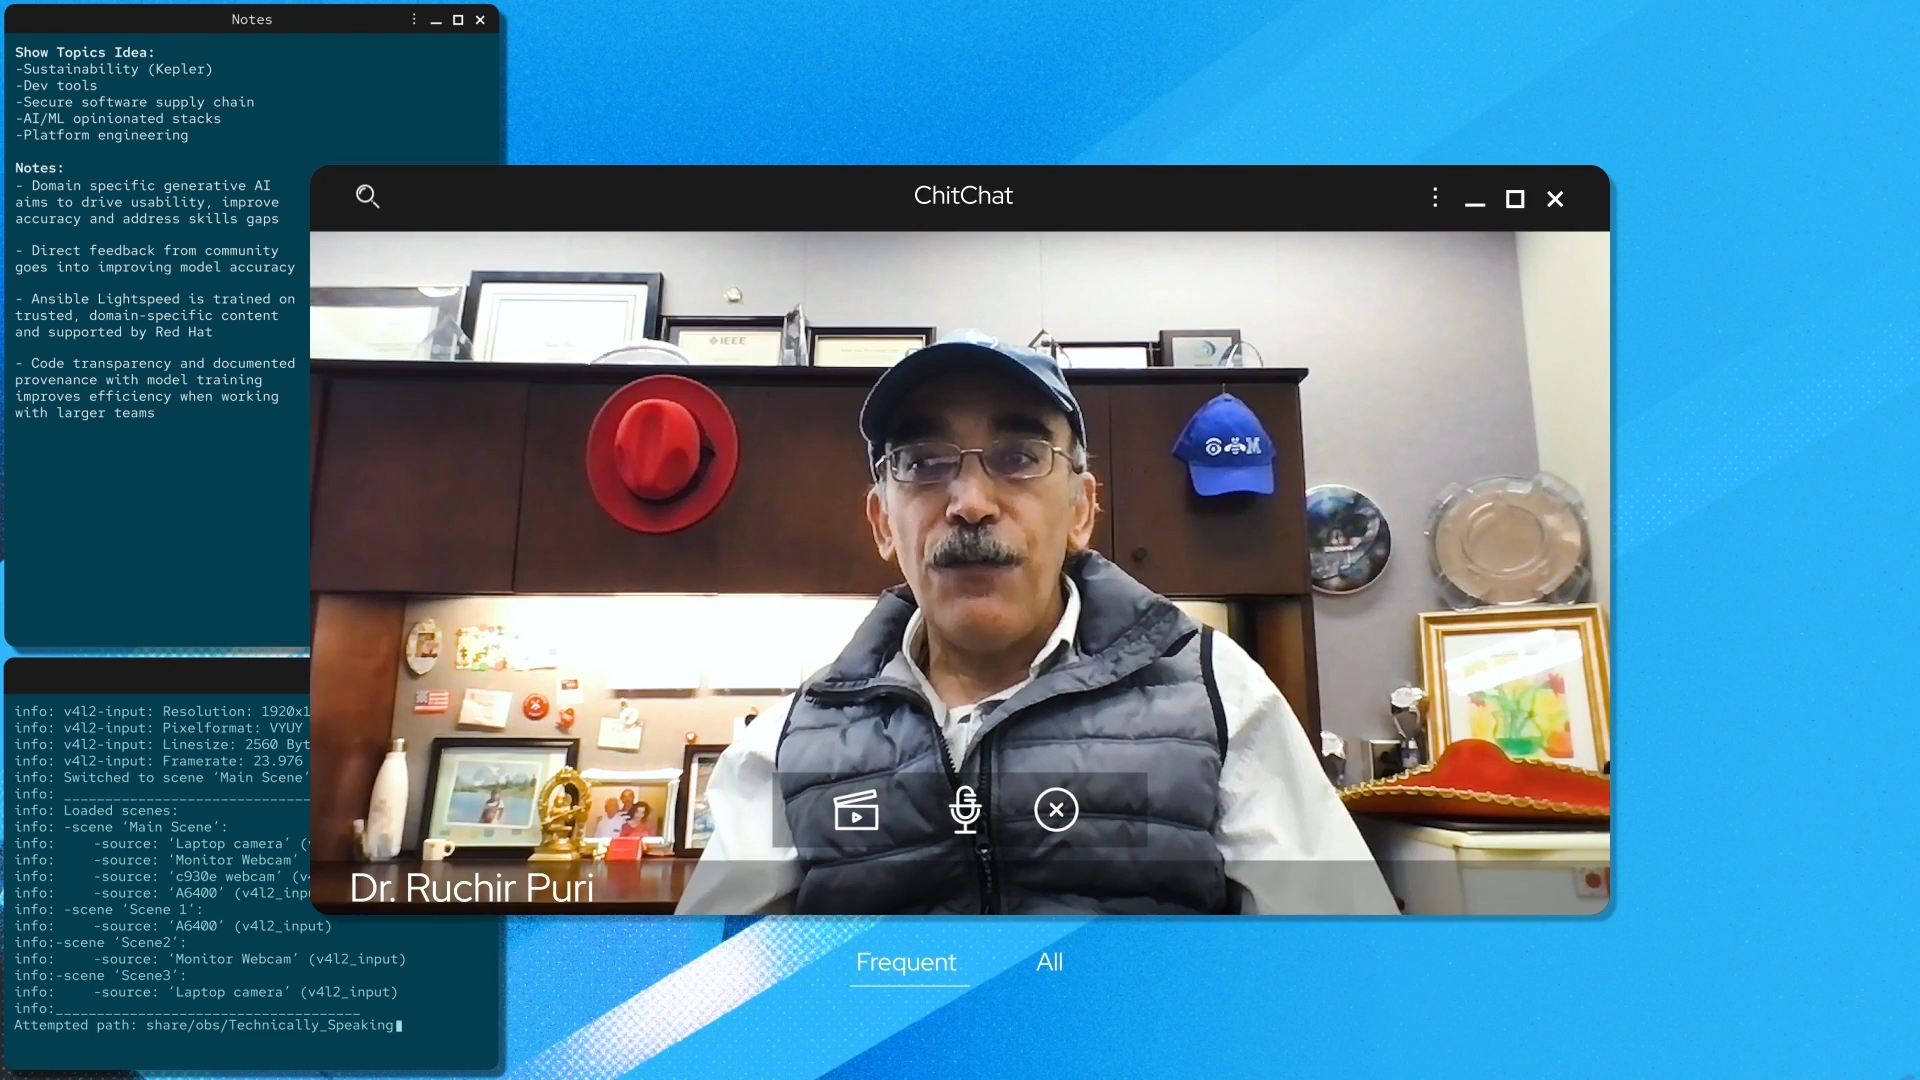 Notes
Show Topics Idea:
-Sustainability (Kepler)
-Dev tools
-Secure software supply chain
-AI/ML opinionated stacks
-Platform engineering
Notes:
- Domain specific generative AI
aims to drive usability, improve
accuracy and address skills gaps
- Direct feedback from community
goes into improving model accuracy
- Ansible Lightspeed is trained on
trusted, domain-specific content
and supported by Red Hat
- Code transparency and documented
provenance with model training
improves efficiency when working
with larger teams
ChitChat
IEEE
M
Dr. Ruchir Puri
info: v4l2-input: Resolution: 1920x1
info: v4l2-input: Pixelformat: VYUY
info: v4l2-input: Linesize: 2560 Byt
info: v4l2-input: Framerate: 23.976
info: Switched to scene ‘Main Scene’
info: ______________________________
info: Loaded scenes:
info: -scene ‘Main Scene’:
info:     -source: ‘Laptop camera’ (v
info:     -source: ‘Monitor Webcam’
info:     -source: ‘c930e webcam’ (v4
info:     -source: ‘A6400’ (v4l2_inp
info: -scene ‘Scene 1’:
info:     -source: ‘A6400’ (v4l2_input)
info:-scene ‘Scene2’:
info:     -source: ‘Monitor Webcam’ (v4l2_input)
info:-scene ‘Scene3’:
info:     -source: ‘Laptop camera’ (v4l2_input)
info:_____________________________________
Attempted path: share/obs/Technically_Speaking
Frequent
All